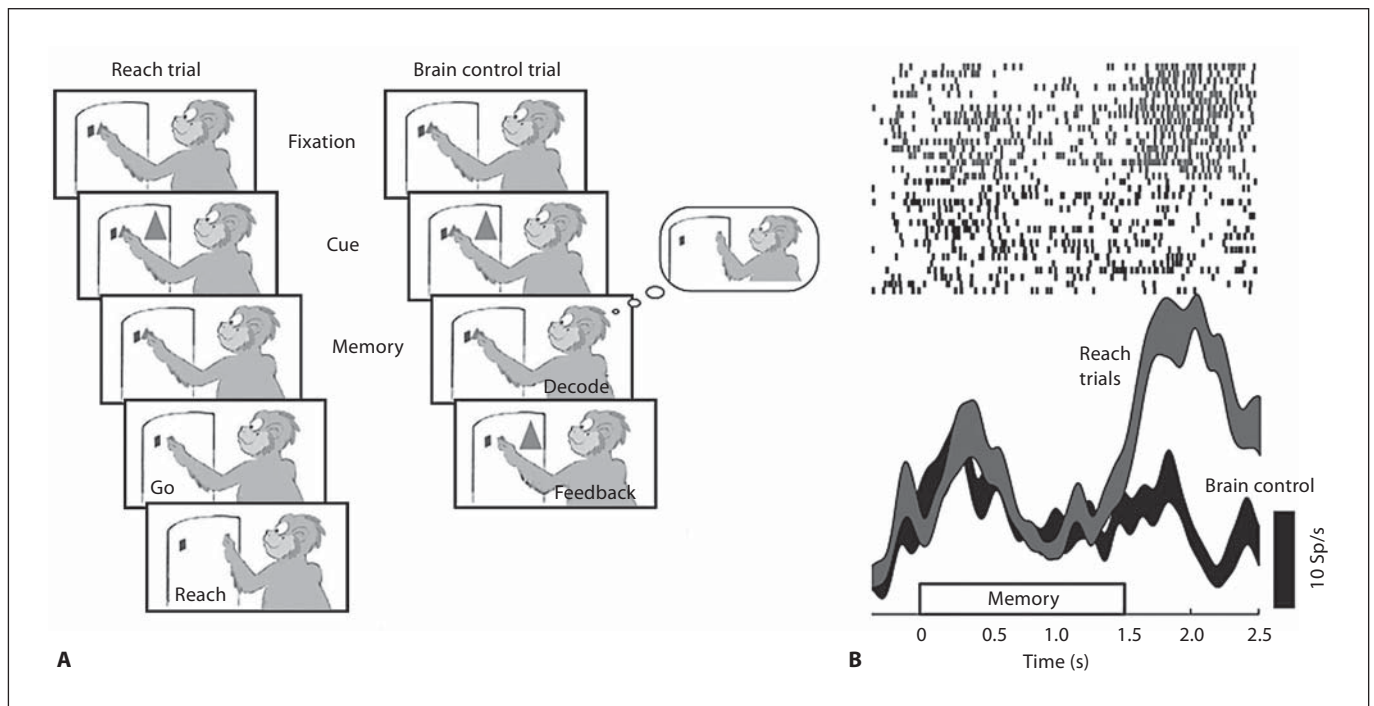 Reach trial
Brain control trial
Fixation
Cue
Memory
Decode
Go
Feedback
Reach
A
Reach
trials
Brain control
10 Sp/s
Memory
0 0.5 1.0 1.5 2.0 2.5
Time (s)
B